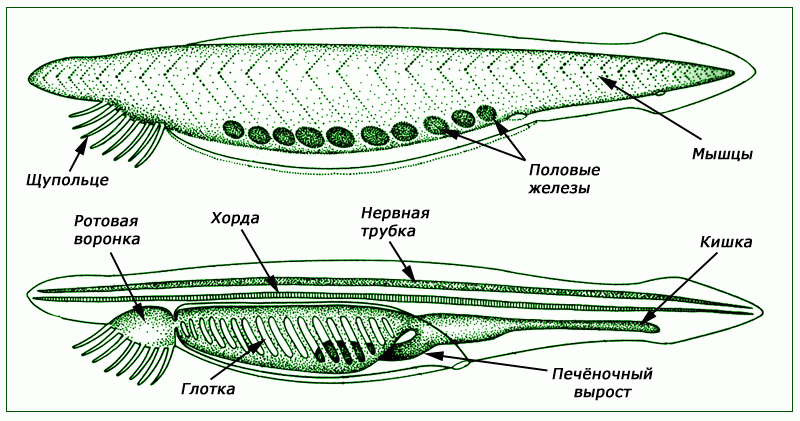 Щупольце
Половые
железы
Мышцы
Ротовая
воронка
Хорда
Нервная
трубка
Кишка
Глотка
Печёночный
вырост